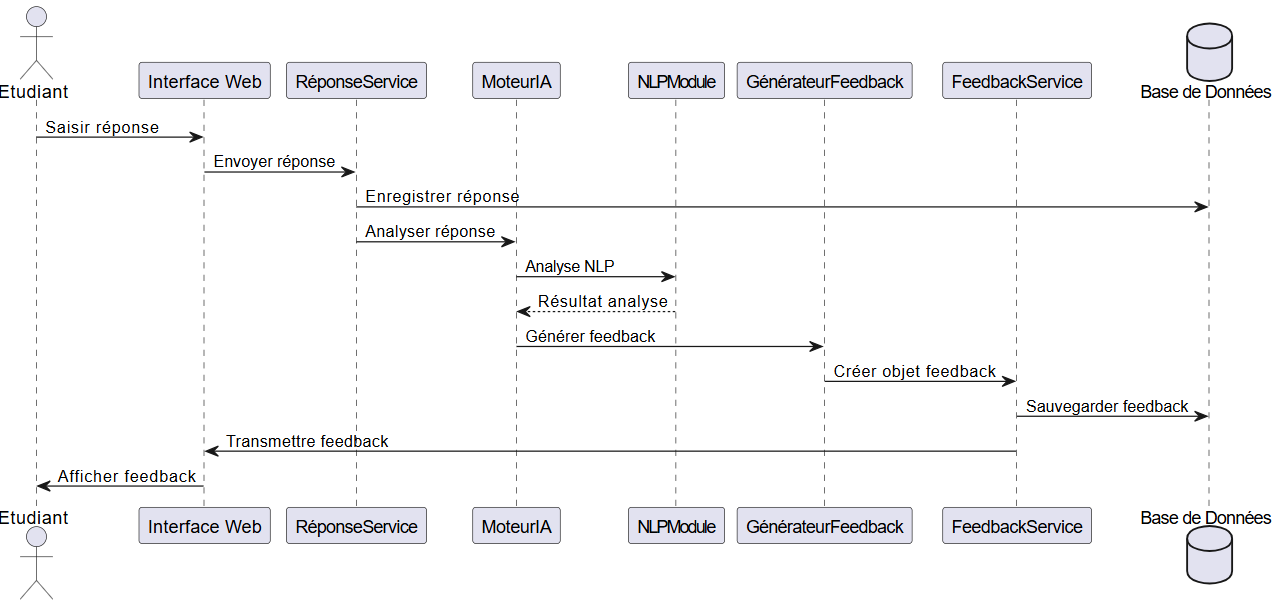 Etudiant
Interface Web
RéponseService
MoteurIA
NLPModule
GénérateurFeedback
FeedbackService
Base de Données
Saisir réponse
Envoyer réponse
Enregistrer réponse
Analyser réponse
Analyse NLP
Résultat analyse
Générer feedback
Créer objet feedback
Sauvegarder feedback
Transmettre feedback
Afficher feedback
Etudiant
Interface Web
RéponseService
MoteurIA
NLPModule
GénérateurFeedback
FeedbackService
Base de Données